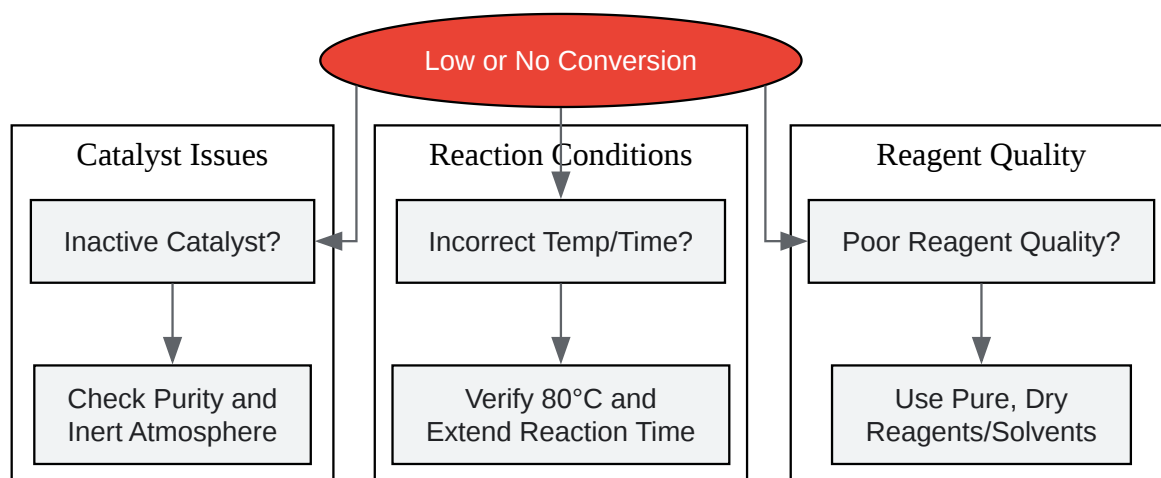 Low or No Conversion
Catalyst Issues
Inactive Catalyst?
Check Purity and
Inert Atmosphere
Reaction Conditions
Incorrect Temp/Time?
Verify 80°C and
Extend Reaction Time
Reagent Quality
Poor Reagent Quality?
Use Pure, Dry
Reagents/Solvents